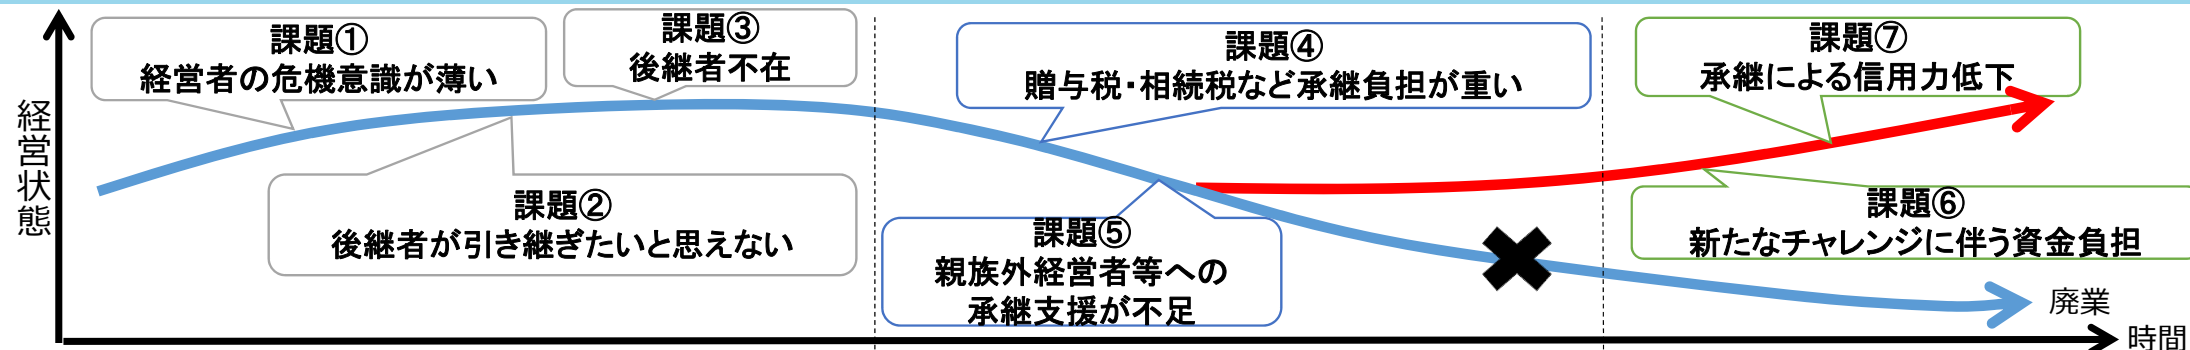 経営状態
課題①
経営者の危機意識が薄い
課題②
後継者が引き継ぎたいと思えない
課題③
後継者不在
課題④
贈与税・相続税など承継負担が重い
課題⑤
親族外経営者等への
承継支援が不足
課題⑦
承継による信用力低下
課題⑥
新たなチャレンジに伴う資金負担
廃業
時間